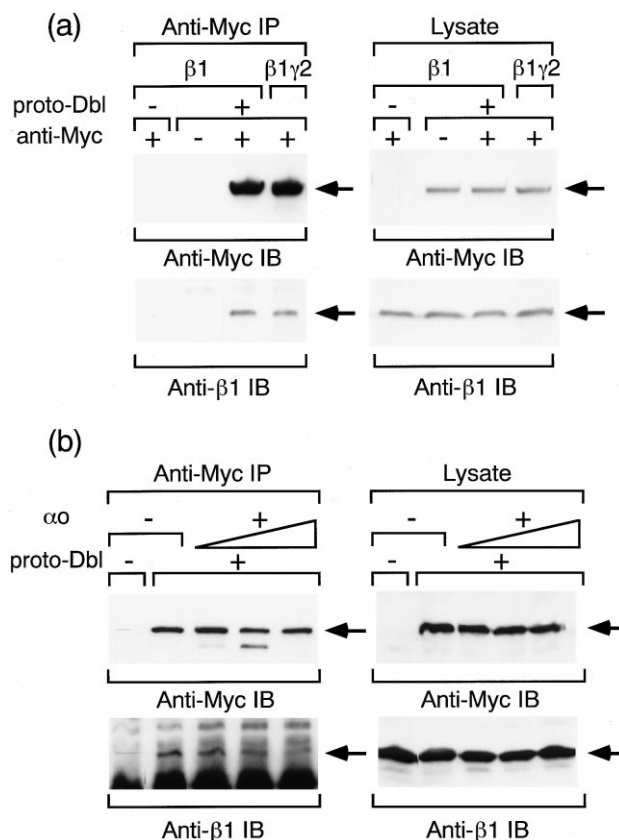 (a)
Anti-Myc IP Lysate
β1 β1γ2 β1 β1γ2
proto-Dbl - + - +
anti-Myc + - + + + - + +
Anti-Myc IB Anti-Myc IB
Anti-β1 IB Anti-β1 IB
(b)
Anti-Myc IP Lysate
αo - + - +
proto-Dbl - + - +
Anti-Myc IB Anti-Myc IB
Anti-β1 IB Anti-β1 IB